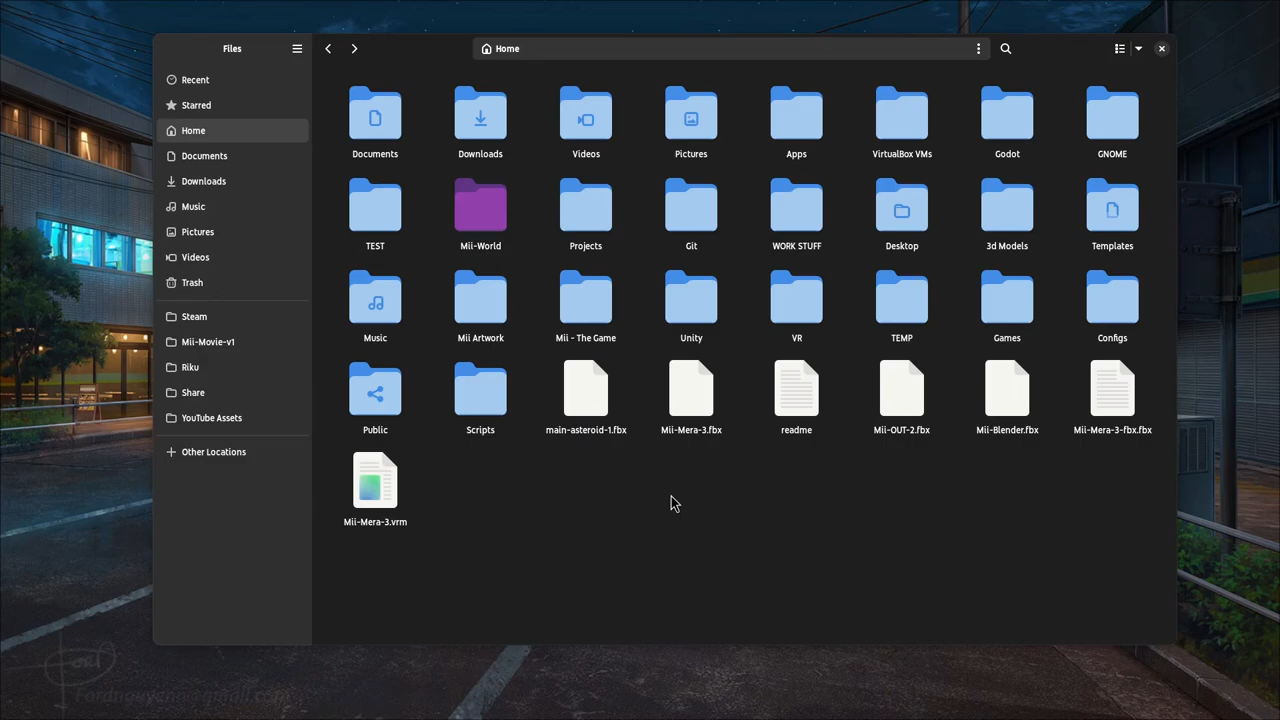 Files
Home
Recent
Starred
Home
Documents
Downloads
Music
Pictures
Videos
Trash
Steam
Mii-Movie-v1
Riku
Share
YouTube Assets
Other Locations
Documents Downloads Videos Pictures Apps VirtualBox VMs Godot GNOME
TEST Mii-World Projects Git WORK STUFF Desktop 3d Models Templates
Music Mii Artwork Mii - The Game Unity VR TEMP Games Configs
Public Scripts main-asteroid-1.fbx Mii-Mera-3.fbx readme Mii-OUT-2.fbx Mii-Blender.fbx Mii-Mera-3-fbx.fbx
Mii-Mera-3.vrm